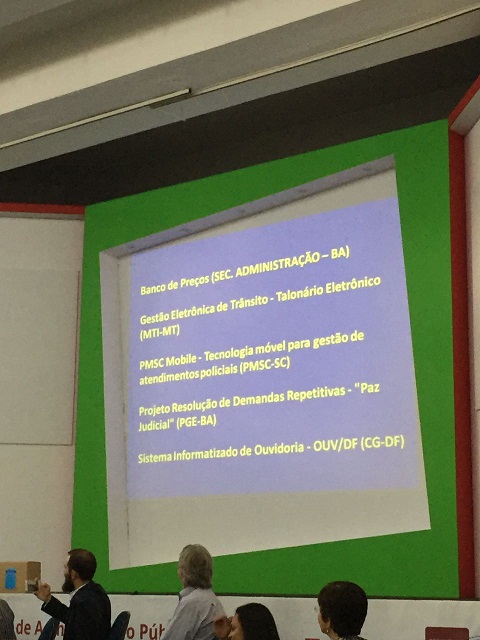 Banco de Preços (SEC. ADMINISTRAÇÃO – BA)
Gestão Eletrônica de Trânsito - Talonário Eletrônico
(MTI-MT)
PMSC Mobile - Tecnologia móvel para gestão de
atendimentos policiais (PMSC-SC)
Projeto Resolução de Demandas Repetitivas - "Paz
Judicial" (PGE-BA)
Sistema Informatizado de Ouvidoria - OUV/DF (CG-DF)
de